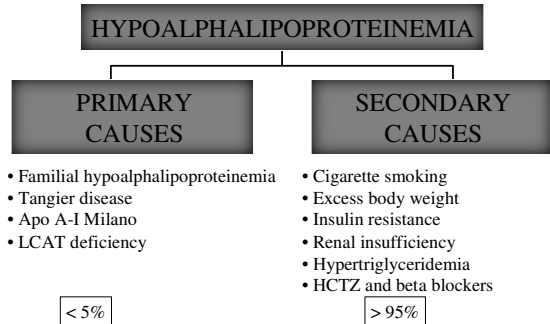 HYPOALPHALIPOPROTEINEMIA
PRIMARY
CAUSES
• Familial hypoalphalipoproteinemia
• Tangier disease
• Apo A-I Milano
• LCAT deficiency
< 5%
SECONDARY
CAUSES
• Cigarette smoking
• Excess body weight
• Insulin resistance
• Renal insufficiency
• Hypertriglyceridemia
• HCTZ and beta blockers
> 95%